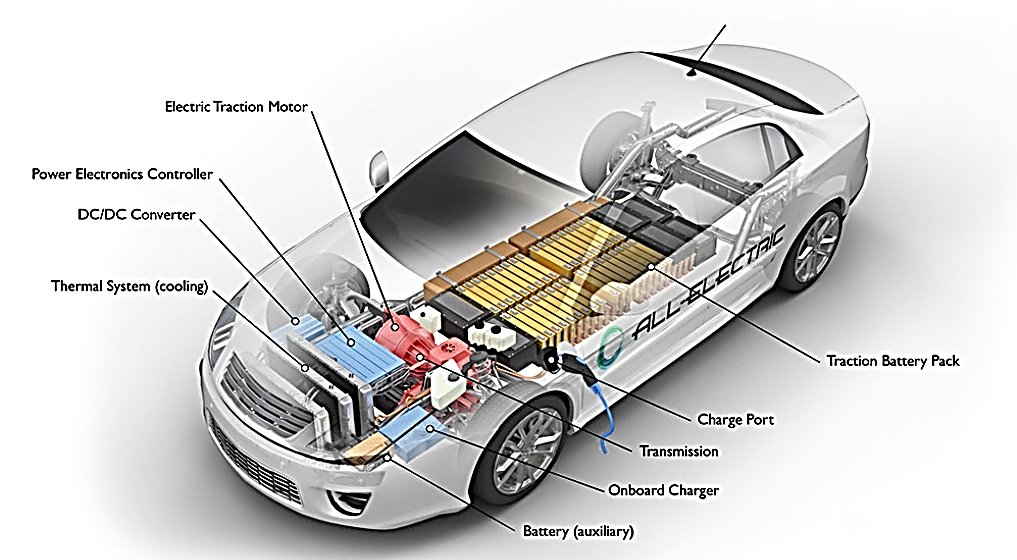 Electric Traction Motor
Power Electronics Controller
DC/DC Converter
Thermal System (cooling)
ALL-ELECTRIC
Traction Battery Pack
Charge Port
Transmission
Onboard Charger
Battery (auxiliary)